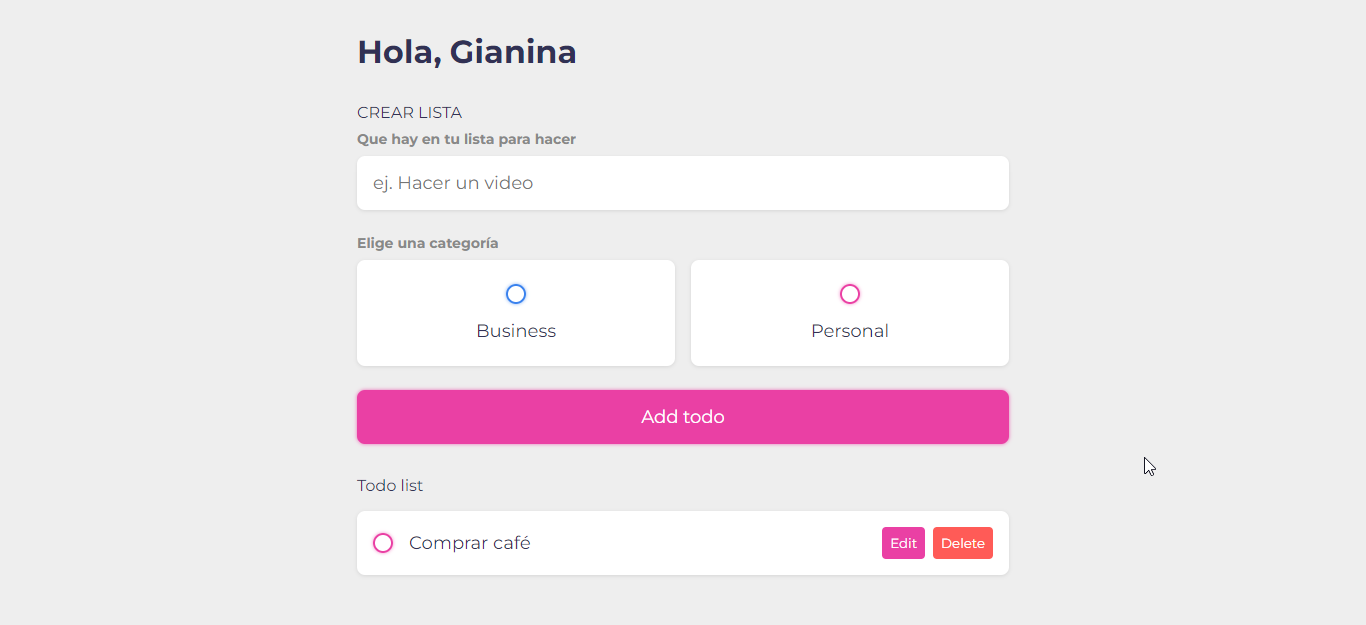 Hola, Gianina
CREAR LISTA
Que hay en tu lista para hacer
ej. Hacer un video
Elige una categoría
Business
Personal
Add todo
Todo list
Comprar café
Edit
Delete